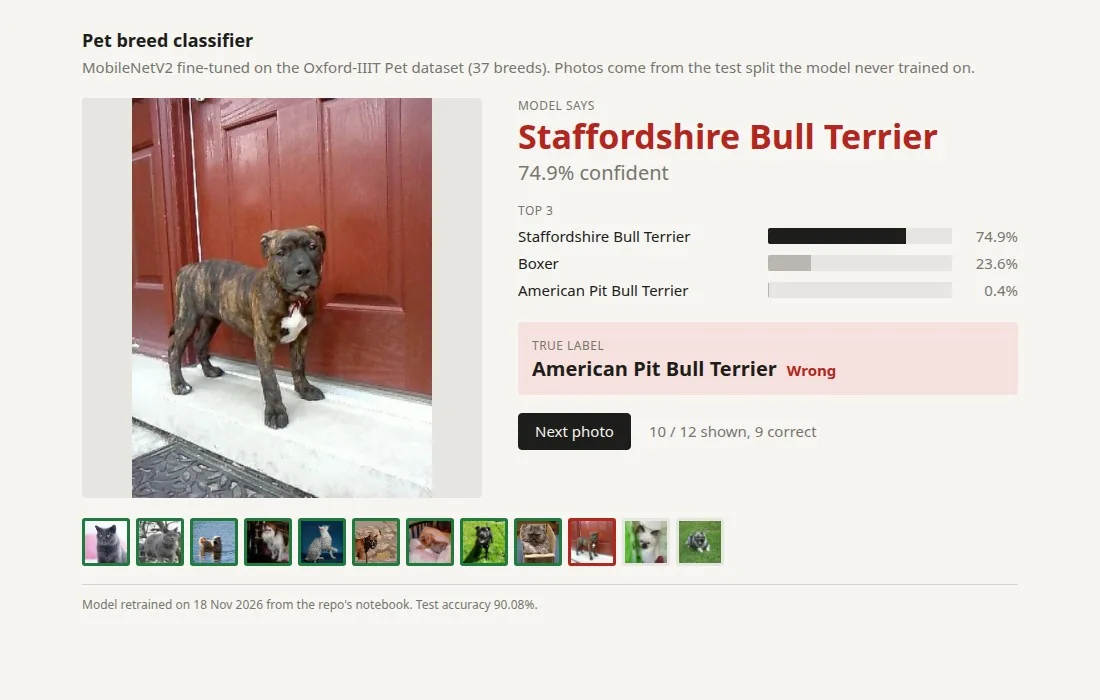 Pet breed classifier
MobileNetV2 fine-tuned on the Oxford-IIIT Pet dataset (37 breeds). Photos come from the test split the model never trained on.
MODEL SAYS
Staffordshire Bull Terrier
74.9% confident
TOP 3
Staffordshire Bull Terrier 74.9%
Boxer 23.6%
American Pit Bull Terrier 0.4%
TRUE LABEL
American Pit Bull Terrier Wrong
Next photo 10 / 12 shown, 9 correct
Model retrained on 18 Nov 2026 from the repo's notebook. Test accuracy 90.08%.